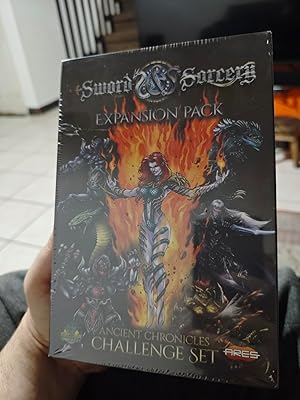 Sword & Sorcery
EXPANSION PACK
ANCIENT CHRONICLES
CHALLENGE SET
ARES